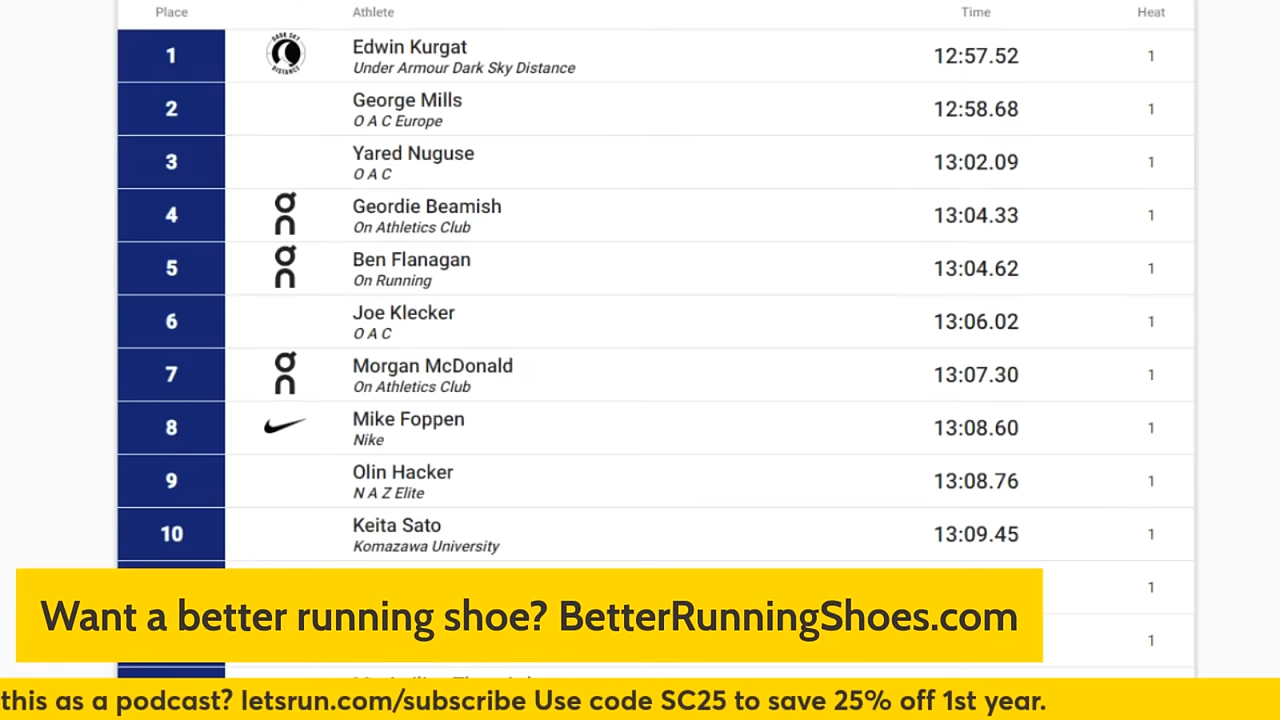 Place Athlete Time Heat
DARK SKY
DISTANCE
1 Edwin Kurgat 12:57.52 1
Under Armour Dark Sky Distance
2 George Mills 12:58.68 1
O A C Europe
3 Yared Nuguse 13:02.09 1
O A C
4 on Geordie Beamish 13:04.33 1
On Athletics Club
5 on Ben Flanagan 13:04.62 1
On Running
6 Joe Klecker 13:06.02 1
O A C
7 on Morgan McDonald 13:07.30 1
On Athletics Club
8 Mike Foppen 13:08.60 1
Nike
9 Olin Hacker 13:08.76 1
N A Z Elite
10 Keita Sato 13:09.45 1
Komazawa University
1
Want a better running shoe? BetterRunningShoes.com
1
this as a podcast? letsrun.com/subscribe Use code SC25 to save 25% off 1st year.